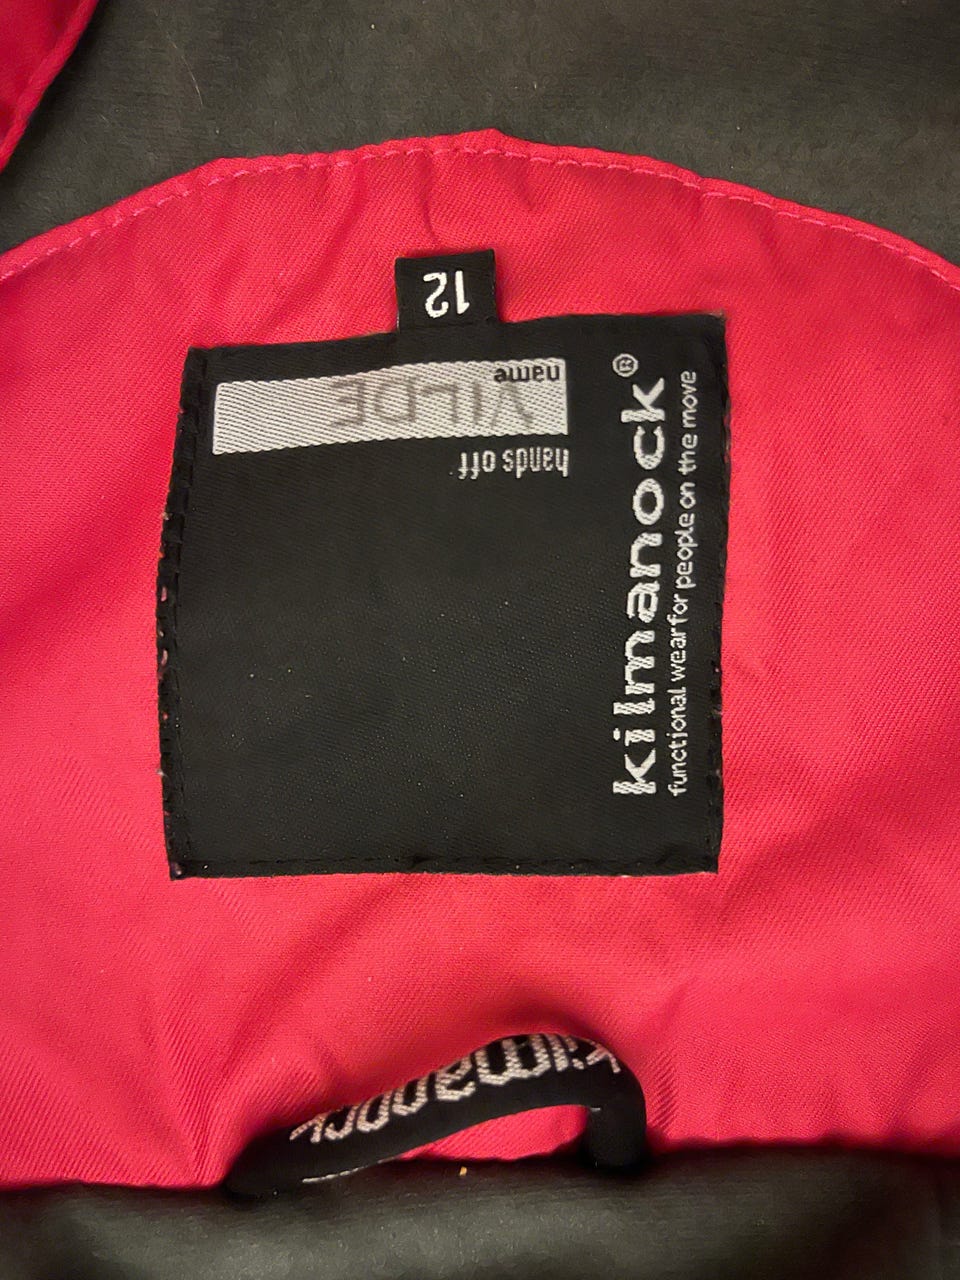 kilmanock®
functional wear for people on the move
hands off
name
VILDE
12
kilmanock